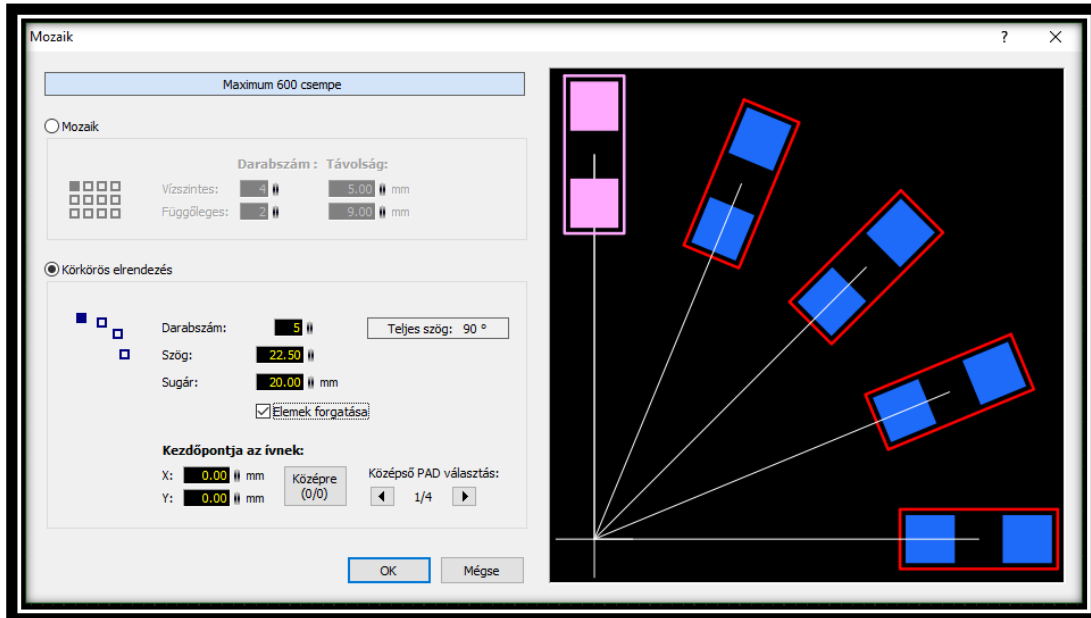 Mozaik
?
Maximum 600 csempe
Mozaik
Darabszám : Távolság:
Vízszintes: 4 5.00 mm
Függőleges: 2 9.00 mm
Körkörös elrendezés
Darabszám: 5 Teljes szög: 90 °
Szög: 22.50
Sugár: 20.00 mm
Elemek forgatása
Kezdőpontja az ívnek:
X: 0.00 mm Középre Középső PAD választás:
Y: 0.00 mm (0/0) 1/4
OK Mégse